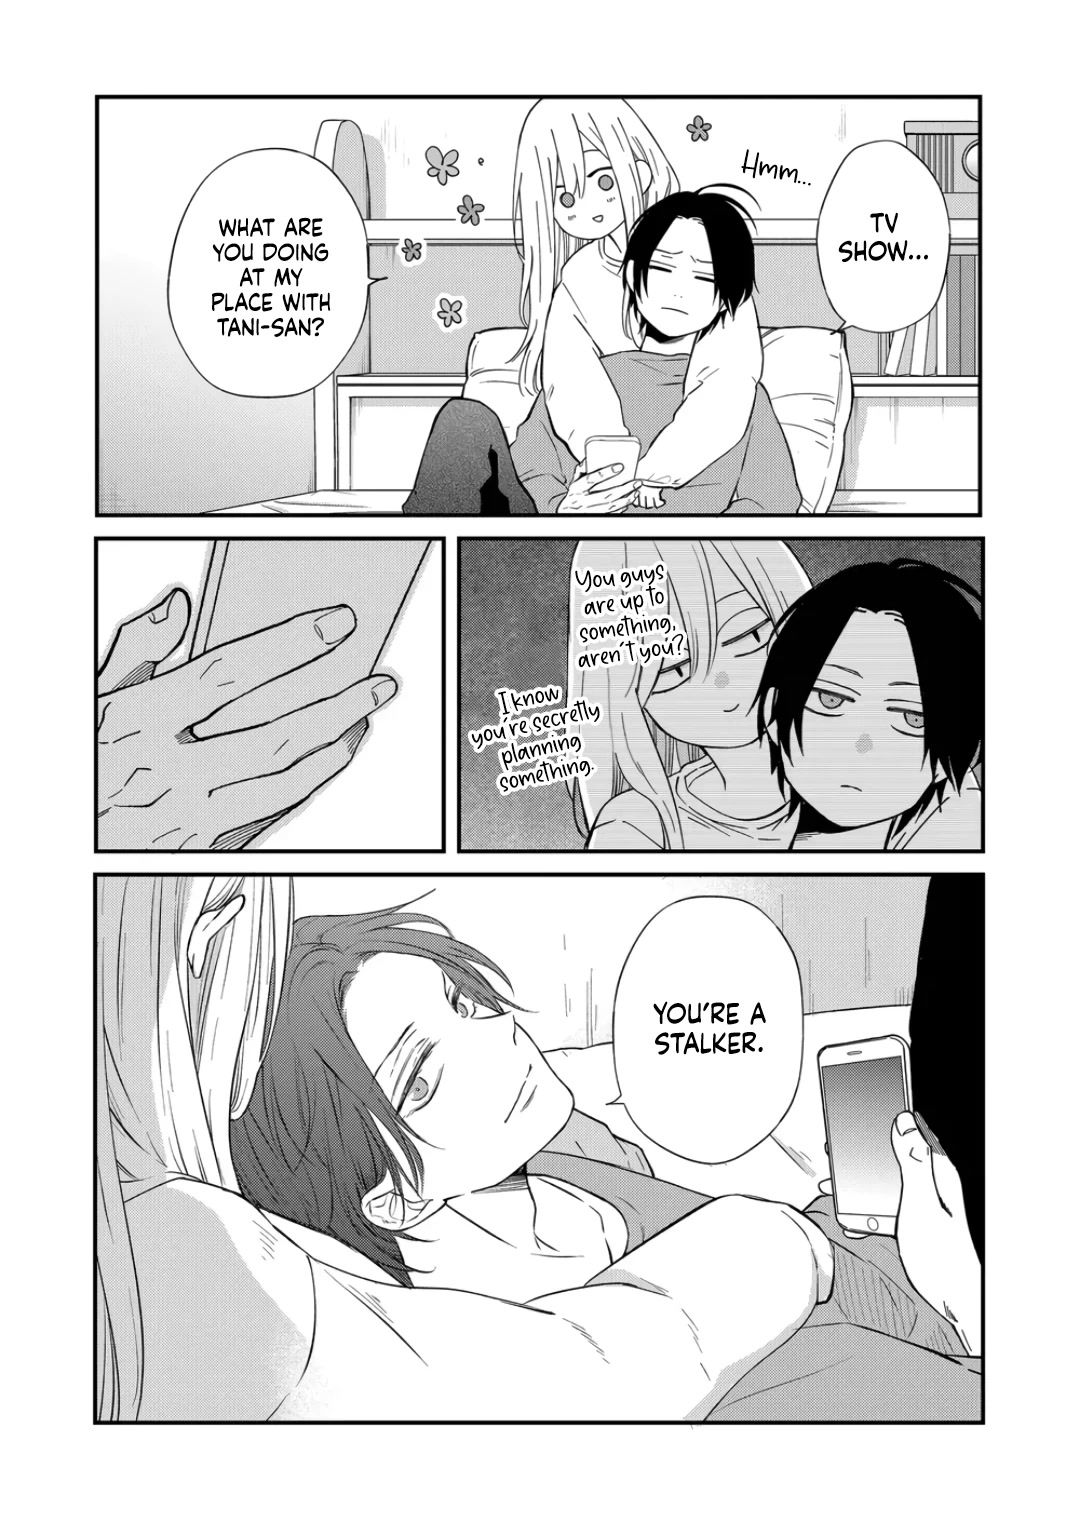 Hmm...
TV
SHOW...
WHAT ARE
YOU DOING
AT MY
PLACE WITH
TANI-SAN?
You guys
are up to
something,
aren't you?
I know
you're secretly
planning
something.
YOU'RE A
STALKER.